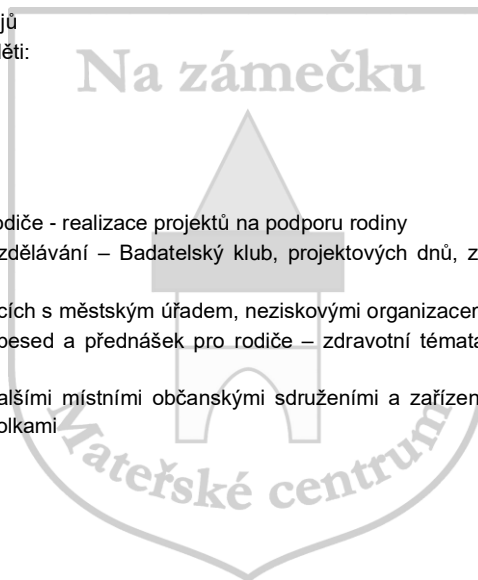 jů
ěti:
Na zámečku
odiče - realizace projektů na podporu rodiny
zdělávání – Badatelský klub, projektových dnů, z
cích s městským úřadem, neziskovými organizacem
besed a přednášek pro rodiče – zdravotní témata
alšími místními občanskými sdruženími a zařízen
olkami
Mateřské centrum